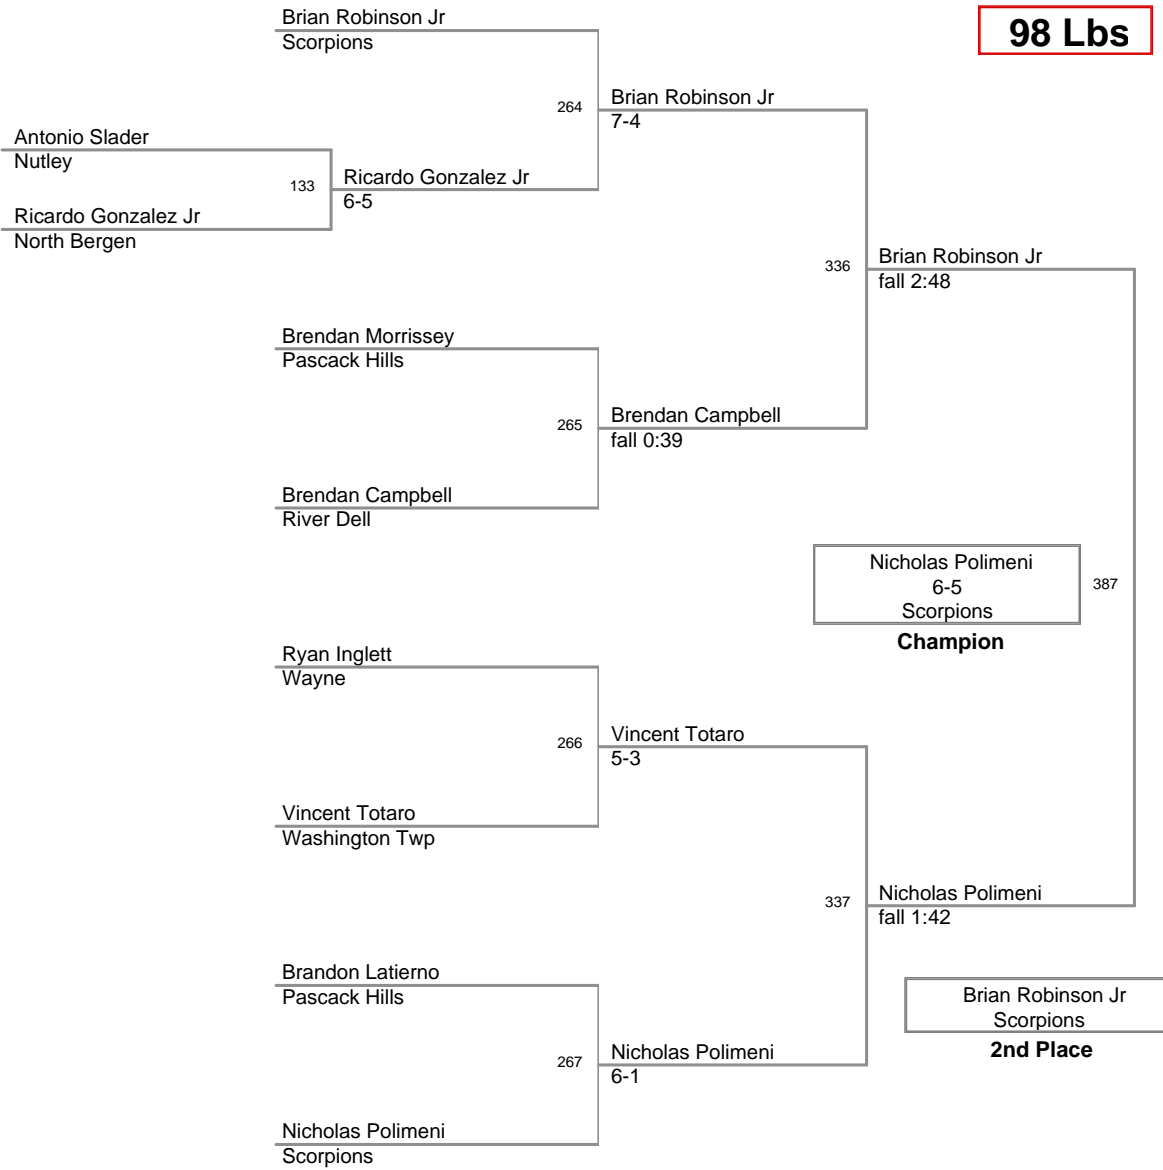 Brian Robinson Jr
Scorpions
98 Lbs
264
Brian Robinson Jr
7-4
Antonio Slader
Nutley
133
Ricardo Gonzalez Jr
6-5
Ricardo Gonzalez Jr
North Bergen
336
Brian Robinson Jr
fall 2:48
Brendan Morrissey
Pascack Hills
265
Brendan Campbell
fall 0:39
Brendan Campbell
River Dell
Nicholas Polimeni
6-5
Scorpions
387
Champion
Ryan Inglett
Wayne
266
Vincent Totaro
5-3
Vincent Totaro
Washington Twp
337
Nicholas Polimeni
fall 1:42
Brandon Latierno
Pascack Hills
Brian Robinson Jr
Scorpions
2nd Place
267
Nicholas Polimeni
6-1
Nicholas Polimeni
Scorpions